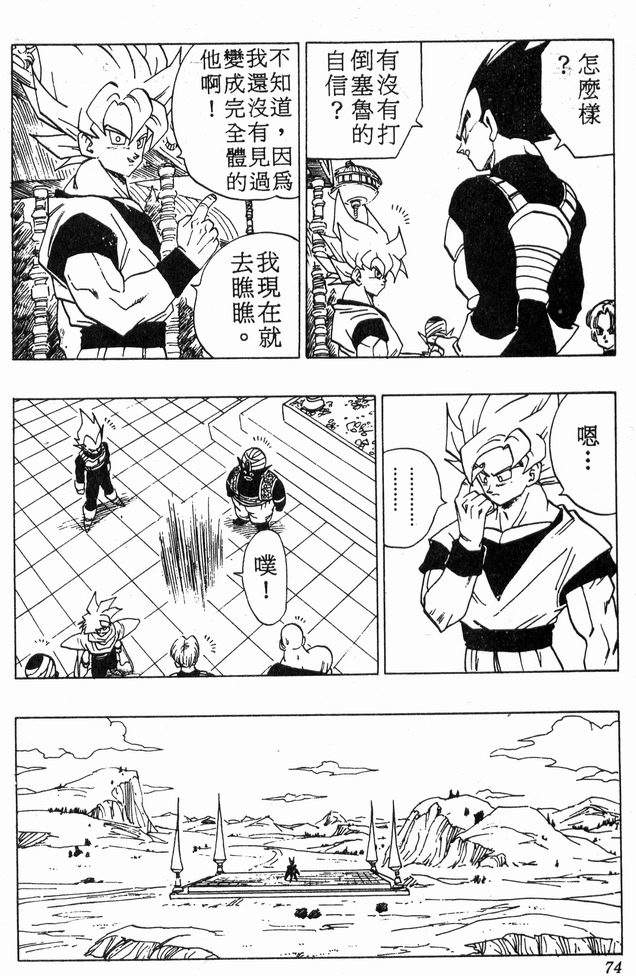 怎麼樣
？
有沒有打
倒塞魯的
自信？
不知道，因為
我還沒有見過
變成完全體的
他啊！
我現在就
去瞧瞧。
嗯…
………
噗！
74